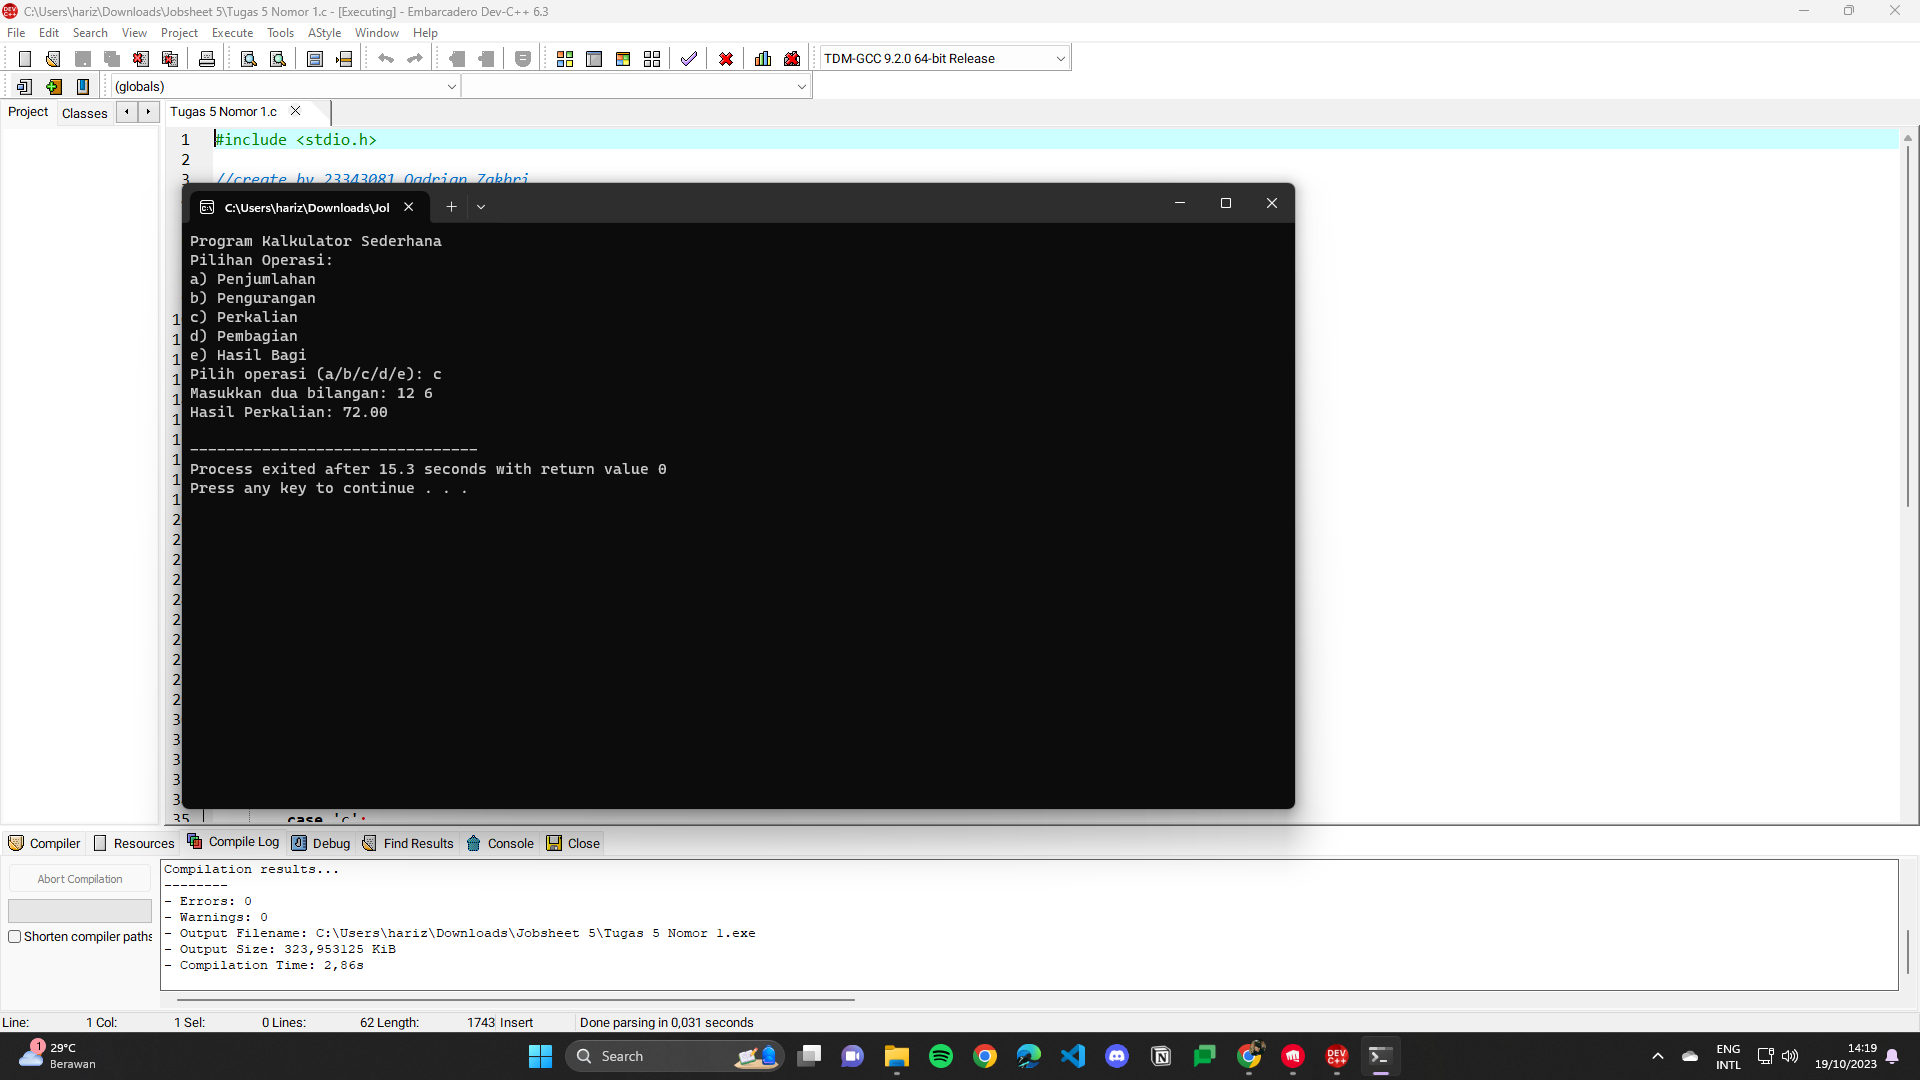 C:\Users\hariz\Downloads\Jobsheet 5\Tugas 5 Nomor 1.c - [Executing] - Embarcadero Dev-C++ 6.3
File Edit Search View Project Execute Tools AStyle Window Help
TDM-GCC 9.2.0 64-bit Release
(globals)
Project Classes
Tugas 5 Nomor 1.c
1 #include <stdio.h>
2
3 //create by 23343081 Qadrian Zakhri
C:\Users\hariz\Downloads\Jol
Program Kalkulator Sederhana
Pilihan Operasi:
a) Penjumlahan
b) Pengurangan
c) Perkalian
d) Pembagian
e) Hasil Bagi
Pilih operasi (a/b/c/d/e): c
Masukkan dua bilangan: 12 6
Hasil Perkalian: 72.00
--------------------------------
Process exited after 15.3 seconds with return value 0
Press any key to continue . . .
35 case 'c':
Compiler Resources Compile Log Debug Find Results Console Close
Abort Compilation
Shorten compiler paths
Compilation results...
--------
- Errors: 0
- Warnings: 0
- Output Filename: C:\Users\hariz\Downloads\Jobsheet 5\Tugas 5 Nomor 1.exe
- Output Size: 323,953125 KiB
- Compilation Time: 2,86s
Line: 1 Col: 1 Sel: 0 Lines: 62 Length: 1743 Insert Done parsing in 0,031 seconds
1
29°C
Berawan
Search
DEV C++
ENG
INTL
14:19
19/10/2023